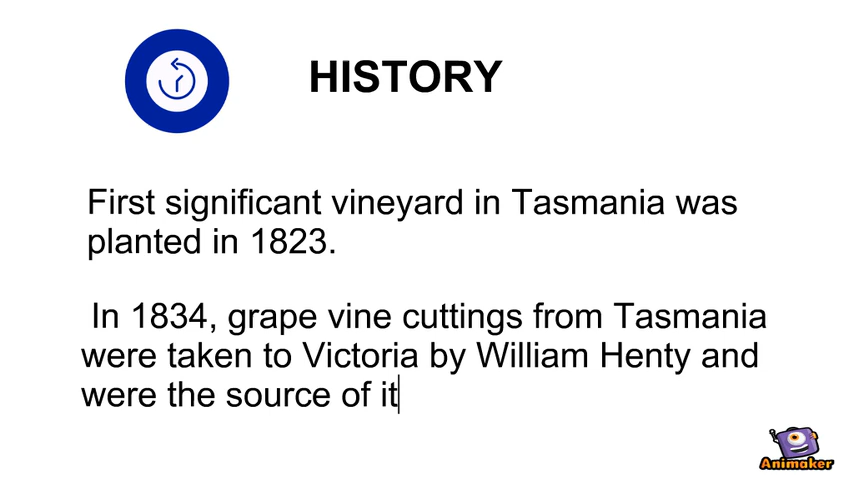 HISTORY
First significant vineyard in Tasmania was
planted in 1823.
In 1834, grape vine cuttings from Tasmania
were taken to Victoria by William Henty and
were the source of it
Animaker